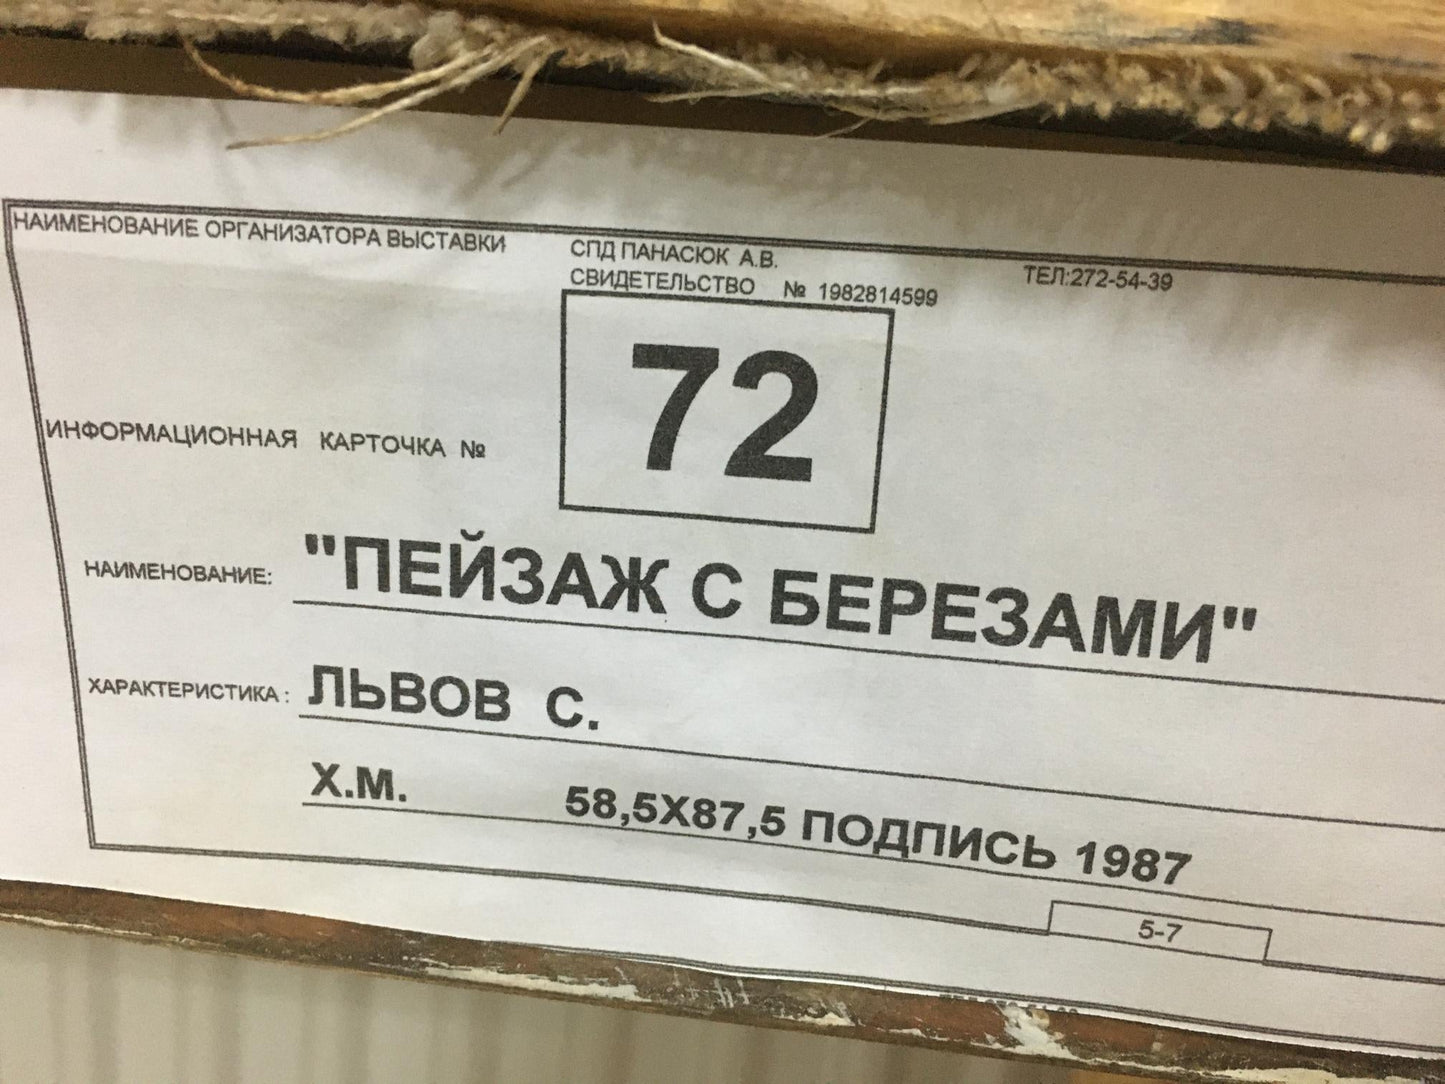 НАИМЕНОВАНИЕ ОРГАНИЗАТОРА ВЫСТАВКИ СПД ПАНАСЮК А.В. ТЕЛ:272-54-39
СВИДЕТЕЛЬСТВО № 1982814599
ИНФОРМАЦИОННАЯ КАРТОЧКА № 72
НАИМЕНОВАНИЕ: "ПЕЙЗАЖ С БЕРЕЗАМИ"
ХАРАКТЕРИСТИКА : ЛЬВОВ С.
Х.М. 58,5Х87,5 ПОДПИСЬ 1987
5-7